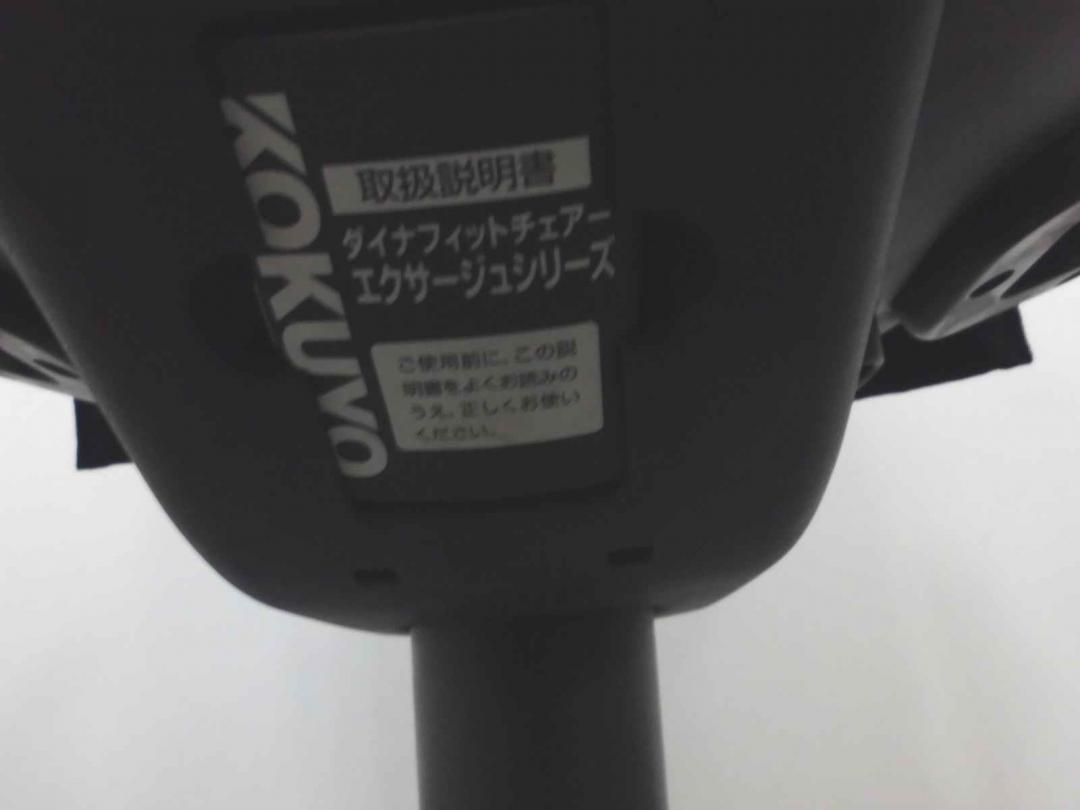 KOKUYO
取扱説明書
ダイナフィットチェアー
エクサージュシリーズ
ご使用前に、この説
明書をよくお読みの
うえ、正しくお使い
ください。